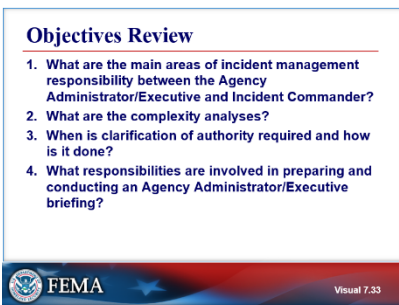 Objectives Review
1. What are the main areas of incident management
responsibility between the Agency
Administrator/Executive and Incident Commander?
2. What are the complexity analyses?
3. When is clarification of authority required and how
is it done?
4. What responsibilities are involved in preparing and
conducting an Agency Administrator/Executive
briefing?
FEMA
Visual 7.33